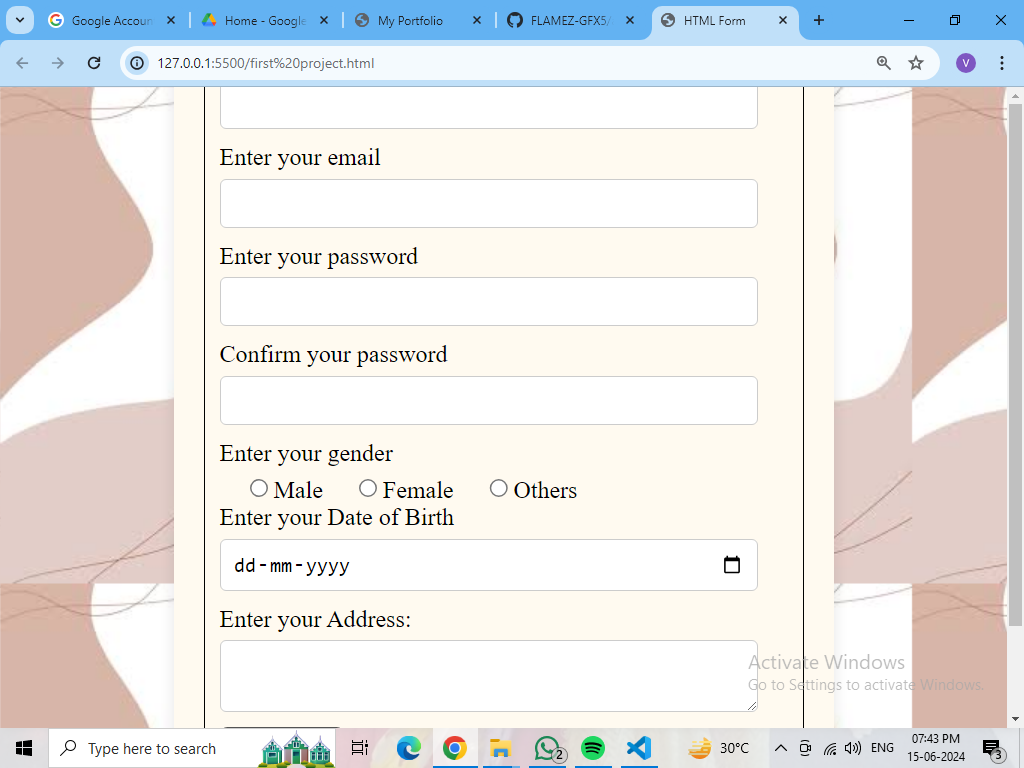 Google Accoun
Home - Google
My Portfolio
FLAMEZ-GFX5/
HTML Form
127.0.0.1:5500/first%20project.html
V
Enter your email
Enter your password
Confirm your password
Enter your gender
Male Female Others
Enter your Date of Birth
dd-mm-yyyy
Enter your Address:
Activate Windows
Go to Settings to activate Windows.
Type here to search
2
30°C
ENG
07:43 PM
15-06-2024
3